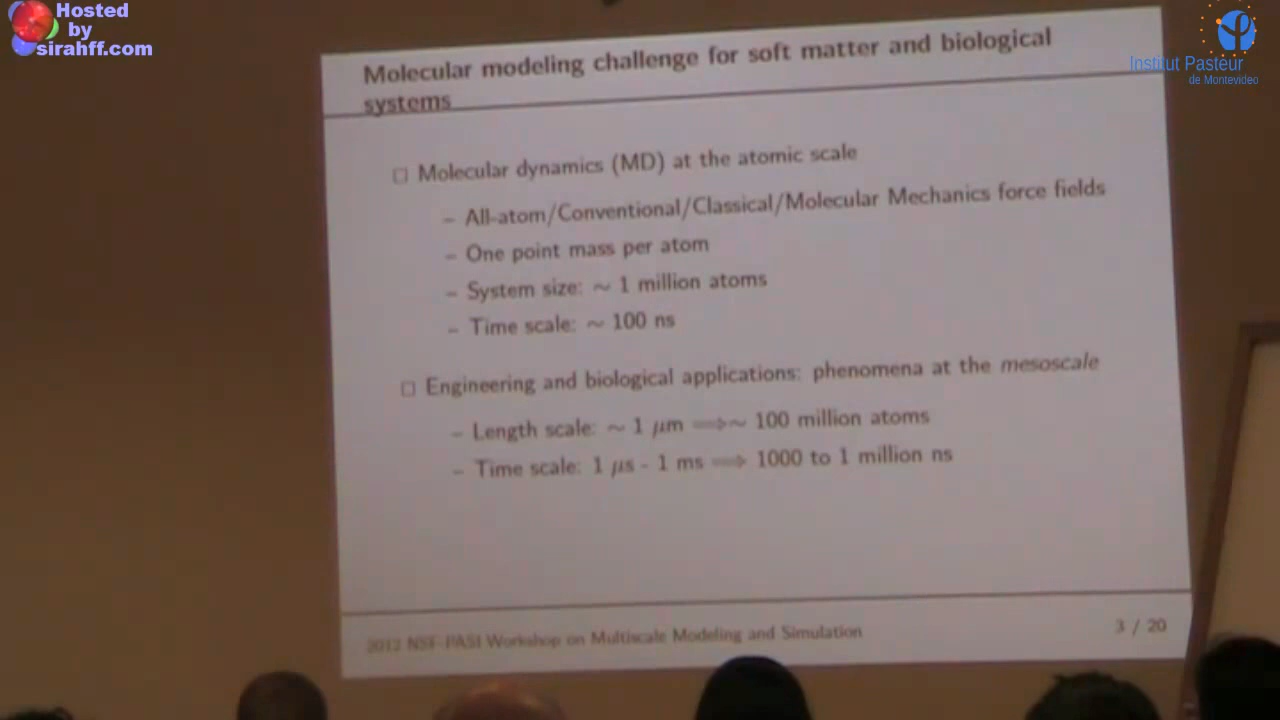 Hosted
by
sirahff.com
Institut Pasteur
de Montevideo
Molecular modeling challenge for soft matter and biological
systems
□ Molecular dynamics (MD) at the atomic scale
– All-atom/Conventional/Classical/Molecular Mechanics force fields
– One point mass per atom
– System size: ∼ 1 million atoms
– Time scale: ∼ 100 ns
□ Engineering and biological applications: phenomena at the mesoscale
– Length scale: ∼ 1 μm ⟹∼ 100 million atoms
– Time scale: 1 μs - 1 ms ⟹ 1000 to 1 million ns
2012 NSF-PASI Workshop on Multiscale Modeling and Simulation
3 / 20